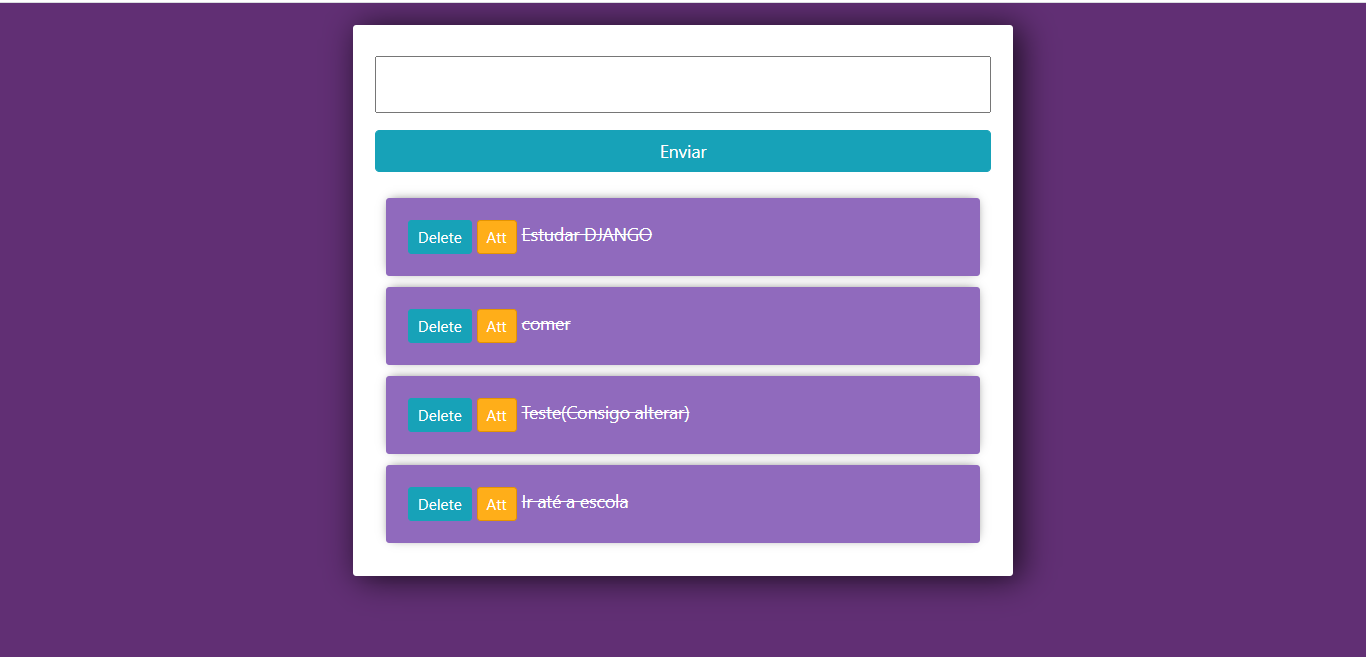 Enviar
Delete Att Estudar DJANGO
Delete Att comer
Delete Att Teste(Consigo alterar)
Delete Att Ir até a escola